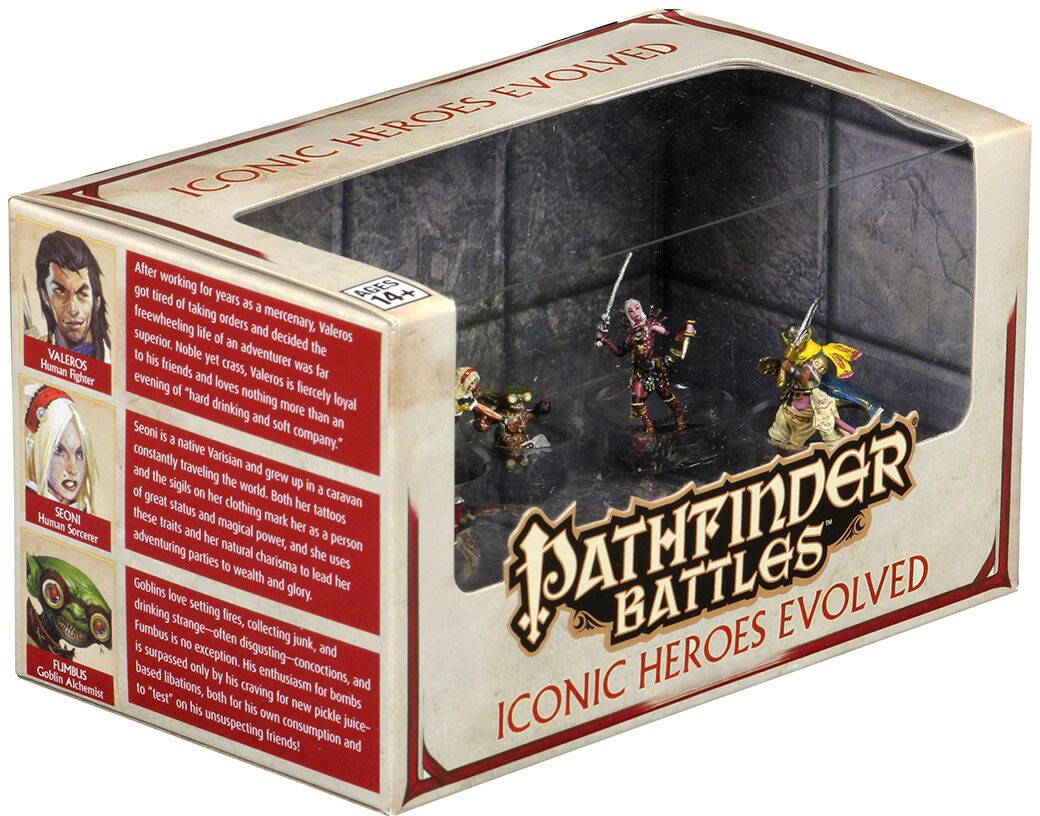 ICONIC HEROES EVOLVED
AGES
14+
VALEROS
Human Fighter
After working for years as a mercenary, Valeros
got tired of taking orders and decided the
freewheeling life of an adventurer was far
superior. Noble yet crass, Valeros is fiercely loyal
to his friends and loves nothing more than an
evening of “hard drinking and soft company.”
SEONI
Human Sorcerer
Seoni is a native Varisian and grew up in a caravan
constantly traveling the world. Both her tattoos
and the sigils on her clothing mark her as a person
of great status and magical power, and she uses
these traits and her natural charisma to lead her
adventuring parties to wealth and glory.
FUMBUS
Goblin Alchemist
Goblins love setting fires, collecting junk, and
drinking strange—often disgusting—concoctions, and
Fumbus is no exception. His enthusiasm for bombs
is surpassed only by his craving for new pickle juice–
based libations, both for his own consumption and
to “test” on his unsuspecting friends!
PATHFINDER®
BATTLES™
ICONIC HEROES EVOLVED